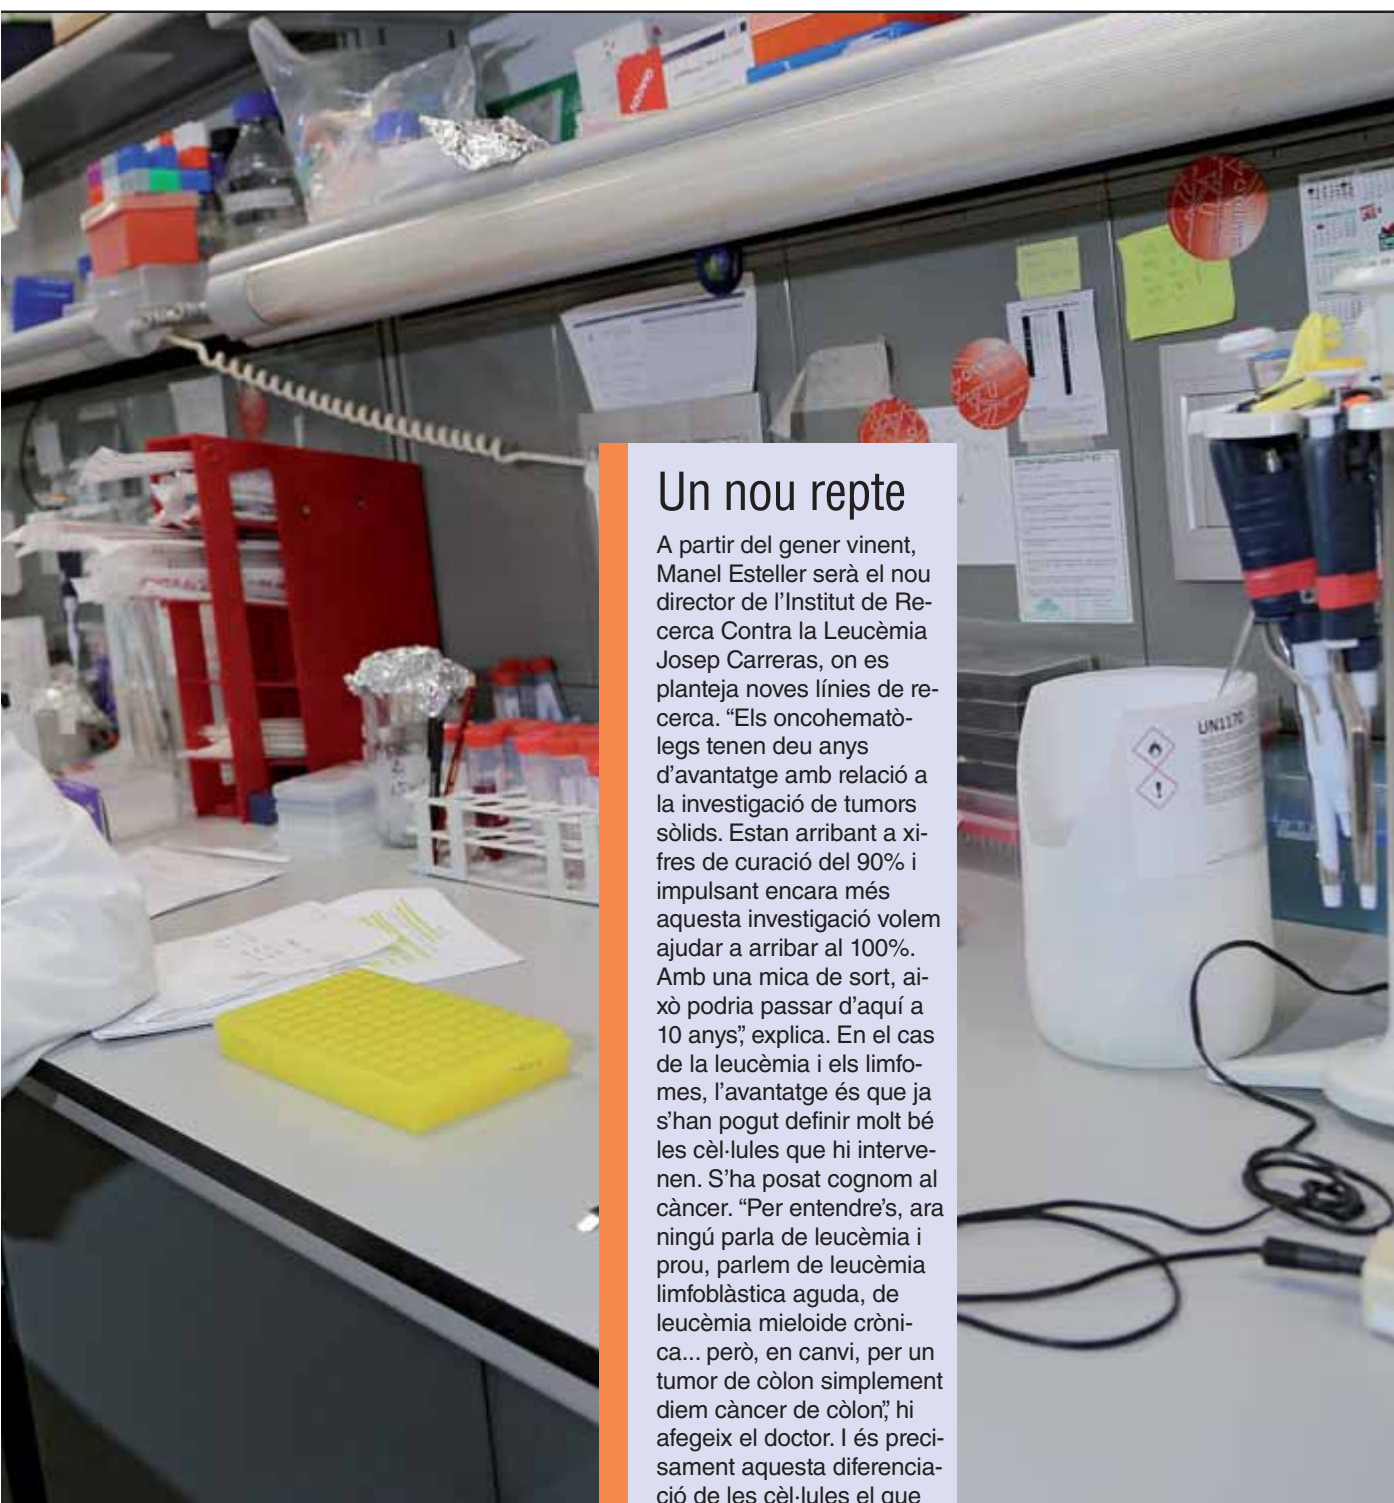 Un nou repte
A partir del gener vinent,
Manel Esteller serà el nou
director de l'Institut de Re-
cerca Contra la Leucèmia
Josep Carreras, on es
planteja noves línies de re-
cerca. “Els oncohematò-
legs tenen deu anys
d'avantatge amb relació a
la investigació de tumors
sòlids. Estan arribant a xi-
fres de curació del 90% i
impulsant encara més
aquesta investigació volem
ajudar a arribar al 100%.
Amb una mica de sort, ai-
xò podria passar d'aquí a
10 anys”, explica. En el cas
de la leucèmia i els limfo-
mes, l'avantatge és que ja
s'han pogut definir molt bé
les cèl·lules que hi interve-
nen. S'ha posat cognom al
càncer. “Per entendre's, ara
ningú parla de leucèmia i
prou, parlem de leucèmia
limfoblàstica aguda, de
leucèmia mieloide cròni-
ca... però, en canvi, per un
tumor de còlon simplement
diem càncer de còlon”, hi
afegeix el doctor. I és preci-
sament aquesta diferencia-
ció de les cèl·lules el que
UN1170